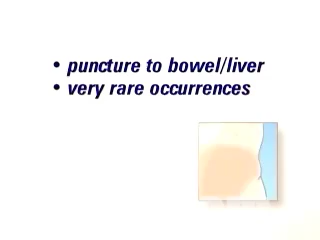 • puncture to bowel/liver
• very rare occurrences